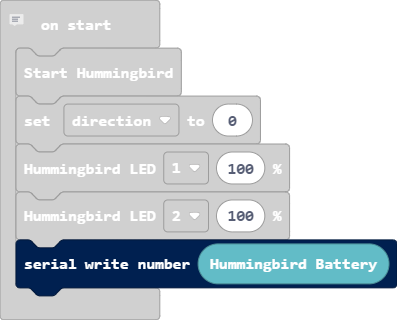 on start
Start Hummingbird
set direction to 0
Hummingbird LED 1 100 %
Hummingbird LED 2 100 %
serial write number Hummingbird Battery